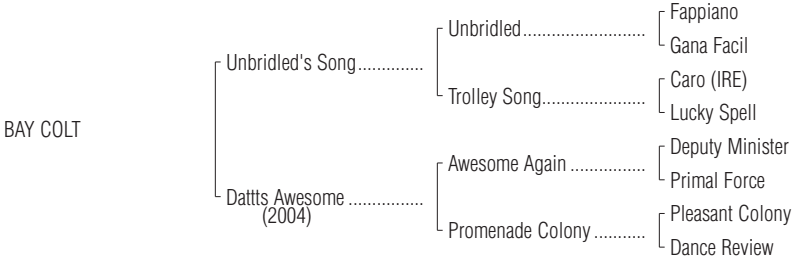 Fappiano
Unbridled..........................
Gana Facil
Unbridled's Song..............
Caro (IRE)
Trolley Song......................
Lucky Spell
BAY COLT
Deputy Minister
Awesome Again ................
Primal Force
Dattts Awesome ................
(2004)
Pleasant Colony
Promenade Colony ...........
Dance Review